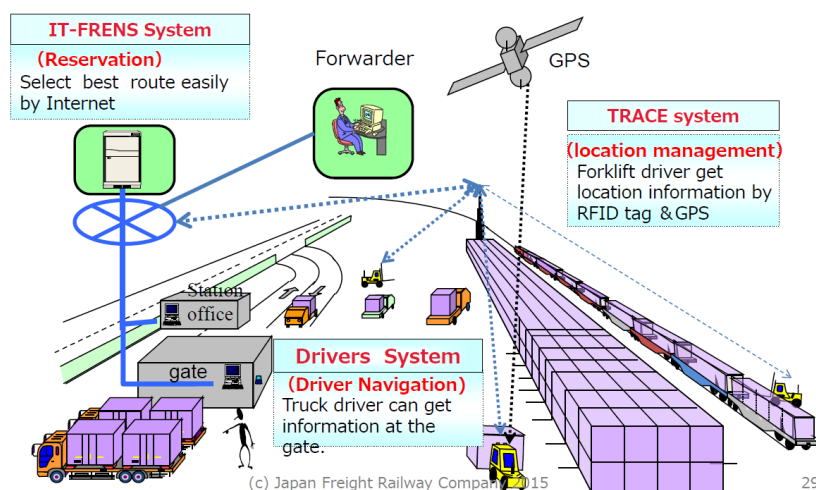 IT-FRENS System
(Reservation)
Select best route easily
by Internet
Forwarder
GPS
TRACE system
(location management)
Forklift driver get
location information by
RFID tag &GPS
Station
office
gate
Drivers System
(Driver Navigation)
Truck driver can get
information at the
gate.
(c) Japan Freight Railway Company 2015
29